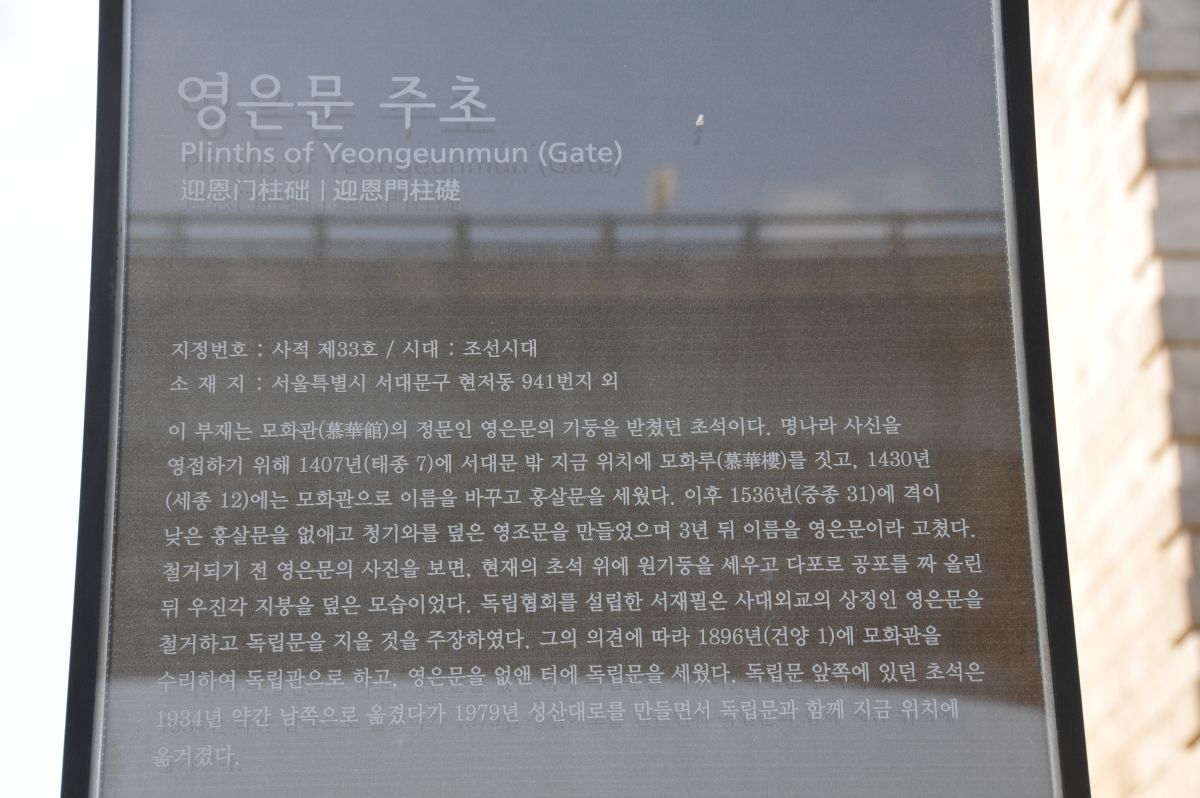 영은문 주초
Plinths of Yeongeunmun (Gate)
迎恩门柱础 | 迎恩門柱礎
지정번호 : 사적 제33호 / 시대 : 조선시대
소 재 지 : 서울특별시 서대문구 현저동 941번지 외
이 부재는 모화관(慕華館)의 정문인 영은문의 기둥을 받쳤던 초석이다. 명나라 사신을
영접하기 위해 1407년(태종 7)에 서대문 밖 지금 위치에 모화루(慕華樓)를 짓고, 1430년
(세종 12)에는 모화관으로 이름을 바꾸고 홍살문을 세웠다. 이후 1536년(중종 31)에 격이
낮은 홍살문을 없애고 청기와를 덮은 영조문을 만들었으며 3년 뒤 이름을 영은문이라 고쳤다.
철거되기 전 영은문의 사진을 보면, 현재의 초석 위에 원기둥을 세우고 다포로 공포를 짜 올린
뒤 우진각 지붕을 덮은 모습이었다. 독립협회를 설립한 서재필은 사대외교의 상징인 영은문을
철거하고 독립문을 지을 것을 주장하였다. 그의 의견에 따라 1896년(건양 1)에 모화관을
수리하여 독립관으로 하고, 영은문을 없앤 터에 독립문을 세웠다. 독립문 앞쪽에 있던 초석은
1934년 약간 남쪽으로 옮겼다가 1979년 성산대로를 만들면서 독립문과 함께 지금 위치에
옮겨졌다.